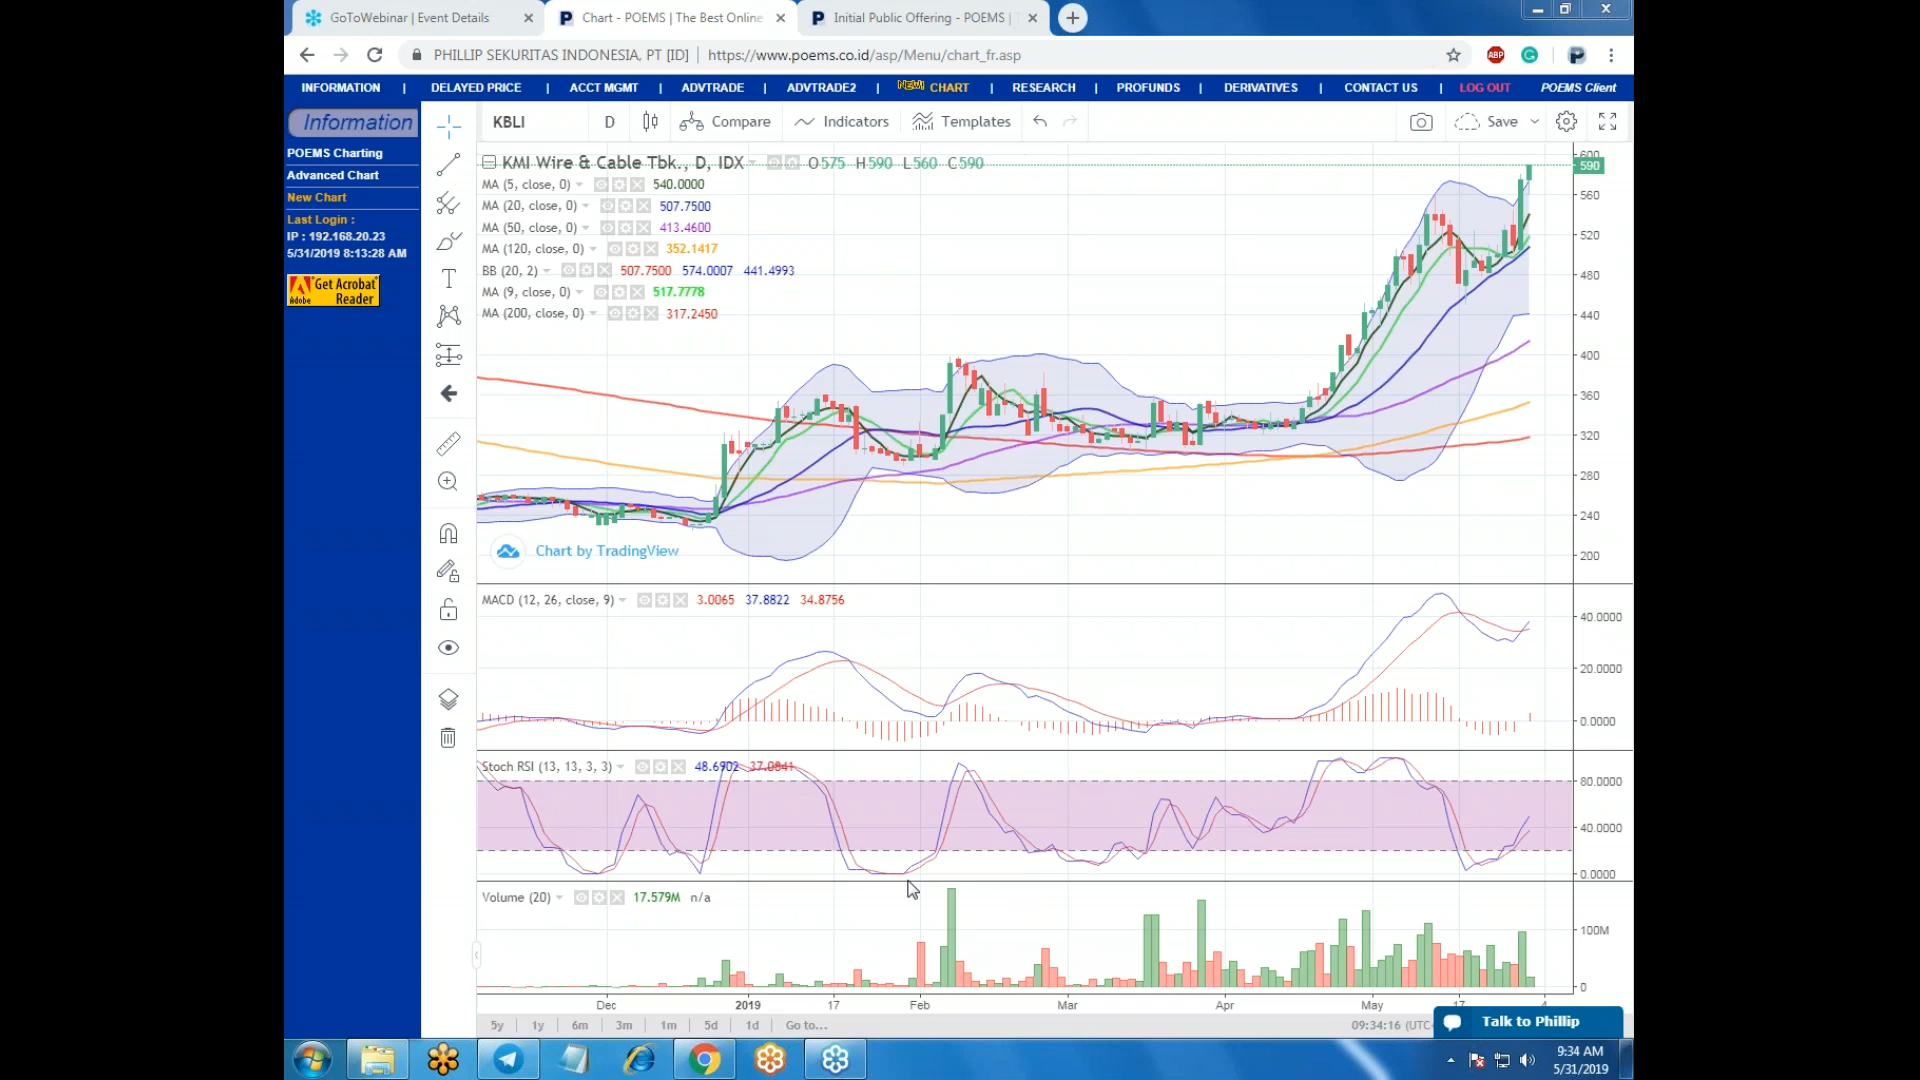 GoToWebinar | Event Details
Chart - POEMS | The Best Online
Initial Public Offering - POEMS |
PHILLIP SEKURITAS INDONESIA, PT [ID] | https://www.poems.co.id/asp/Menu/chart_fr.asp
ABP
INFORMATION | DELAYED PRICE | ACCT MGMT | ADVTRADE | ADVTRADE2 | NEW! CHART | RESEARCH | PROFUNDS | DERIVATIVES | CONTACT US | LOG OUT POEMS Client
Information
POEMS Charting
Advanced Chart
New Chart
Last Login :
IP : 192.168.20.23
5/31/2019 8:13:28 AM
Get Acrobat
Adobe Reader
KBLI D Compare Indicators Templates Save
KMI Wire & Cable Tbk., D, IDX O575 H590 L560 C590
MA (5, close, 0) 540.0000
MA (20, close, 0) 507.7500
MA (50, close, 0) 413.4600
MA (120, close, 0) 352.1417
BB (20, 2) 507.7500 574.0007 441.4993
MA (9, close, 0) 517.7778
MA (200, close, 0) 317.2450
600
590
560
520
480
440
400
360
320
280
240
200
Chart by TradingView
MACD (12, 26, close, 9) 3.0065 37.8822 34.8756
40.0000
20.0000
0.0000
Stoch RSI (13, 13, 3, 3) 48.6902 37.0841
80.0000
40.0000
0.0000
Volume (20) 17.579M n/a
100M
0
Dec 2019 17 Feb Mar Apr May 17 4
5y 1y 6m 3m 1m 5d 1d Go to...
09:34:16 (UTC
Talk to Phillip
9:34 AM
5/31/2019